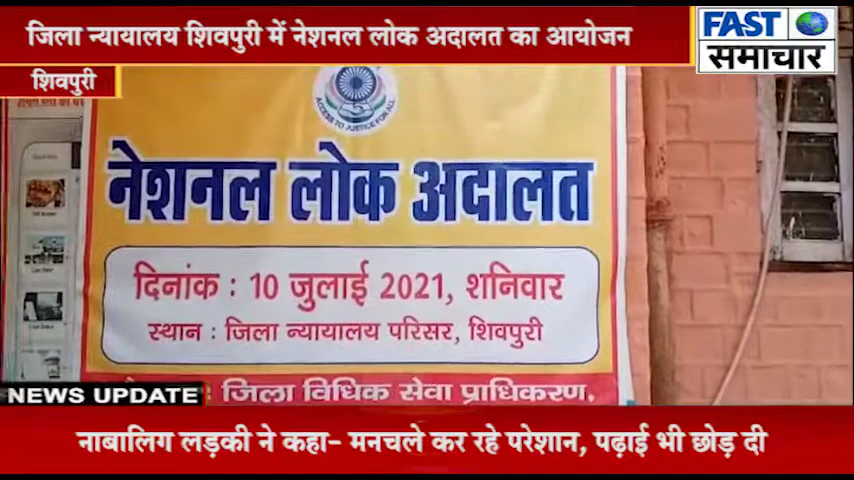 जिला न्यायालय शिवपुरी में नेशनल लोक अदालत का आयोजन
FAST
समाचार
शिवपुरी
ACCESS TO JUSTICE FOR ALL
नेशनल लोक अदालत
दिनांक : 10 जुलाई 2021, शनिवार
स्थान : जिला न्यायालय परिसर, शिवपुरी
: जिला विधिक सेवा प्राधिकरण,
NEWS UPDATE
नाबालिग लड़की ने कहा- मनचले कर रहे परेशान, पढ़ाई भी छोड़ दी